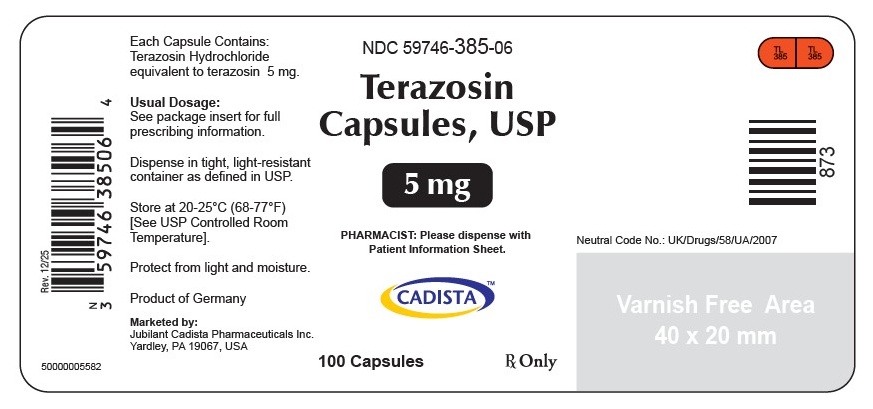 Each Capsule Contains:
Terazosin Hydrochloride
equivalent to terazosin 5 mg.
Usual Dosage:
See package insert for full
prescribing information.
Dispense in tight, light-resistant
container as defined in USP.
Store at 20-25°C (68-77°F)
[See USP Controlled Room
Temperature].
Protect from light and moisture.
Product of Germany
Marketed by:
Jubilant Cadista Pharmaceuticals Inc.
Yardley, PA 19067, USA
50000005582
Rev. 12/25
N 3 59746 38506 4
NDC 59746-385-06
Terazosin
Capsules, USP
5 mg
PHARMACIST: Please dispense with
Patient Information Sheet.
CADISTA™
100 Capsules
℞ Only
TL TL
385 385
873
Neutral Code No.: UK/Drugs/58/UA/2007
Varnish Free Area
40 x 20 mm